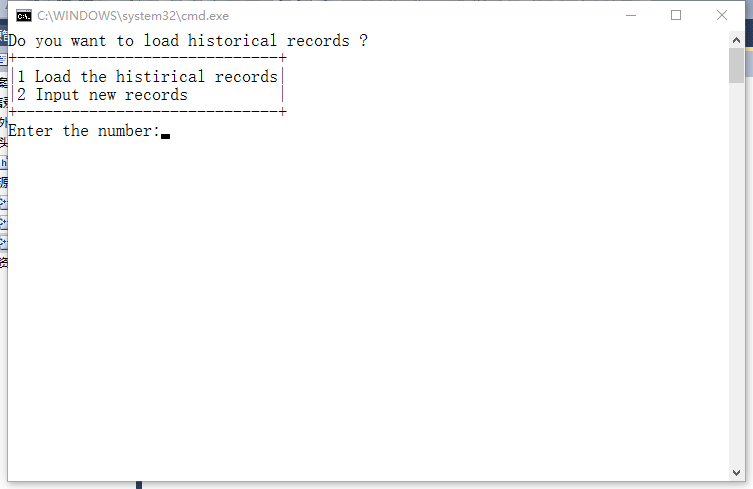 C:\WINDOWS\system32\cmd.exe
Do you want to load historical records ?
+-----------------------------+
|1 Load the histirical records|
|2 Input new records          |
+-----------------------------+
Enter the number: